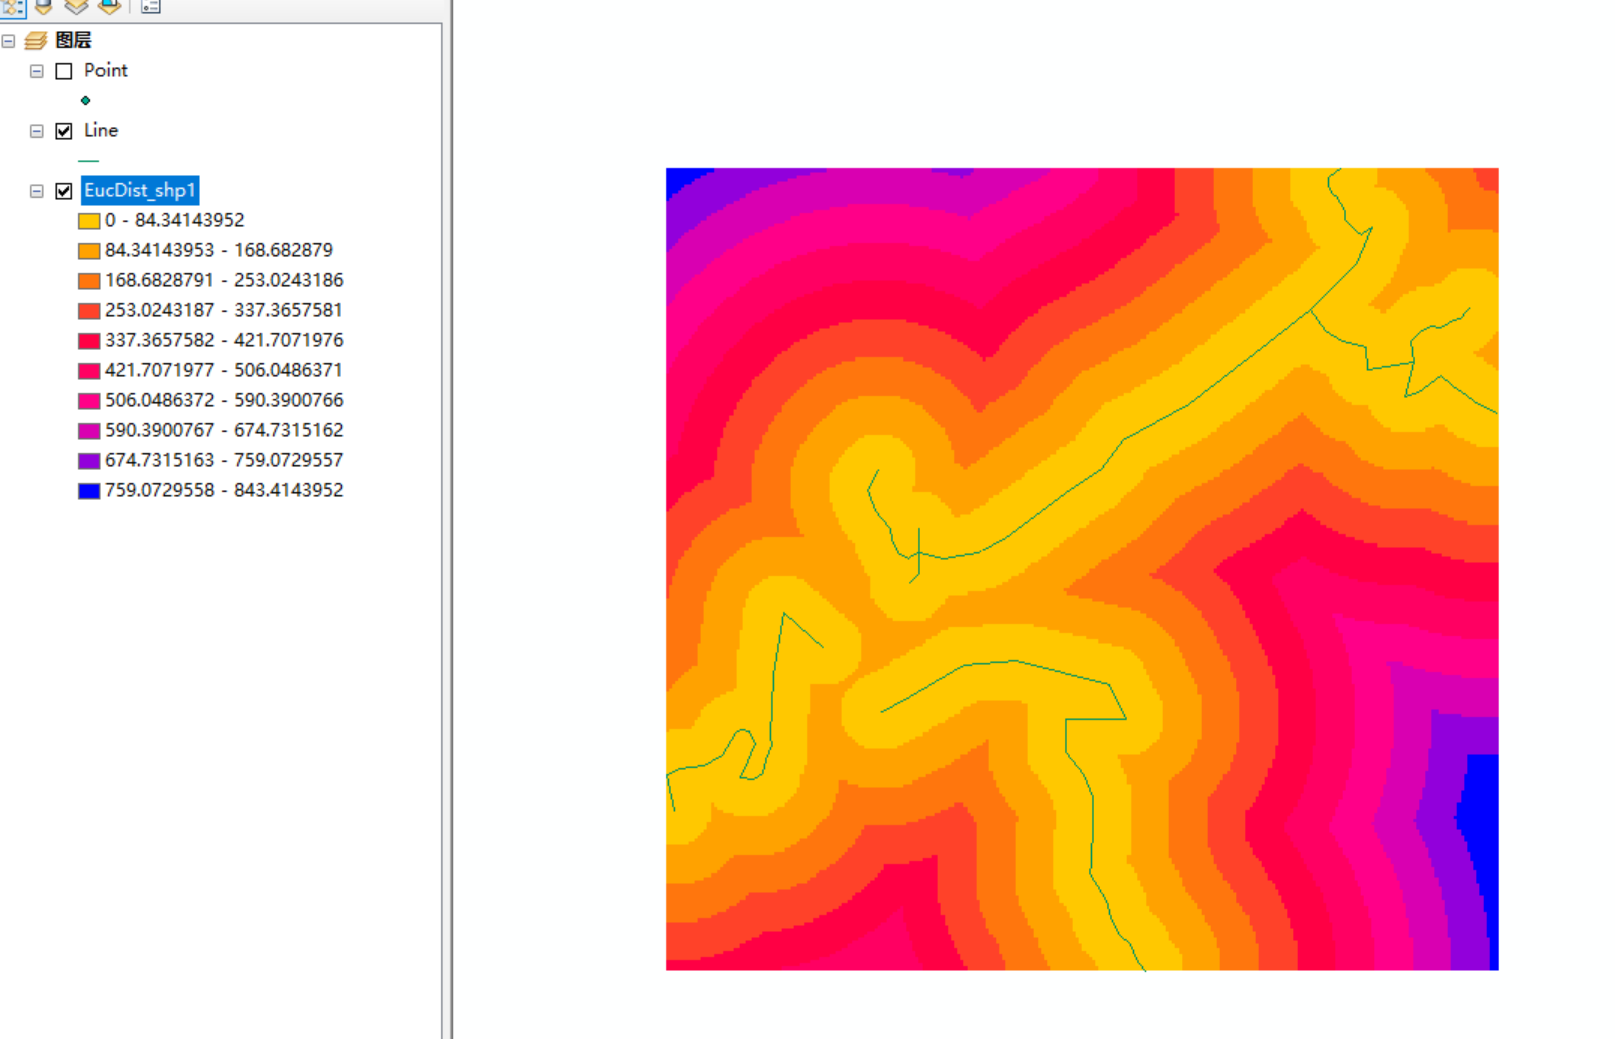 图层
Point
Line
EucDist_shp1
0 - 84.34143952
84.34143953 - 168.682879
168.6828791 - 253.0243186
253.0243187 - 337.3657581
337.3657582 - 421.7071976
421.7071977 - 506.0486371
506.0486372 - 590.3900766
590.3900767 - 674.7315162
674.7315163 - 759.0729557
759.0729558 - 843.4143952